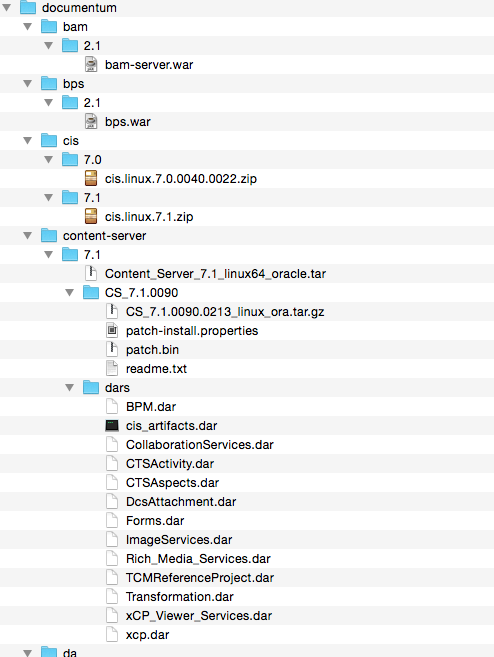 documentum
bam
2.1
bam-server.war
bps
2.1
bps.war
cis
7.0
cis.linux.7.0.0040.0022.zip
7.1
cis.linux.7.1.zip
content-server
7.1
Content_Server_7.1_linux64_oracle.tar
CS_7.1.0090
CS_7.1.0090.0213_linux_ora.tar.gz
patch-install.properties
patch.bin
readme.txt
dars
BPM.dar
cis_artifacts.dar
CollaborationServices.dar
CTSActivity.dar
CTSAspects.dar
DcsAttachment.dar
Forms.dar
ImageServices.dar
Rich_Media_Services.dar
TCMReferenceProject.dar
Transformation.dar
xCP_Viewer_Services.dar
xcp.dar
da